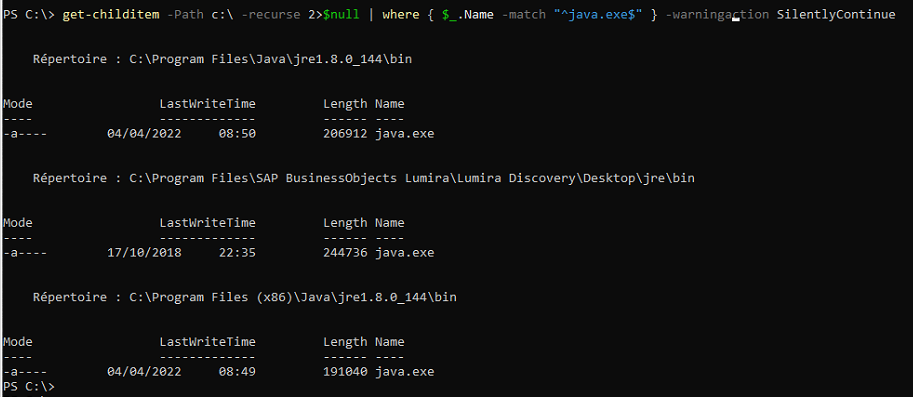 PS C:\> get-childitem -Path c:\ -recurse 2>$null | where { $_.Name -match "^java.exe$" } -warningaction SilentlyContinue
Répertoire : C:\Program Files\Java\jre1.8.0_144\bin
Mode LastWriteTime Length Name
---- ------------- ------ ----
-a---- 04/04/2022 08:50 206912 java.exe
Répertoire : C:\Program Files\SAP BusinessObjects Lumira\Lumira Discovery\Desktop\jre\bin
Mode LastWriteTime Length Name
---- ------------- ------ ----
-a---- 17/10/2018 22:35 244736 java.exe
Répertoire : C:\Program Files (x86)\Java\jre1.8.0_144\bin
Mode LastWriteTime Length Name
---- ------------- ------ ----
-a---- 04/04/2022 08:49 191040 java.exe
PS C:\>